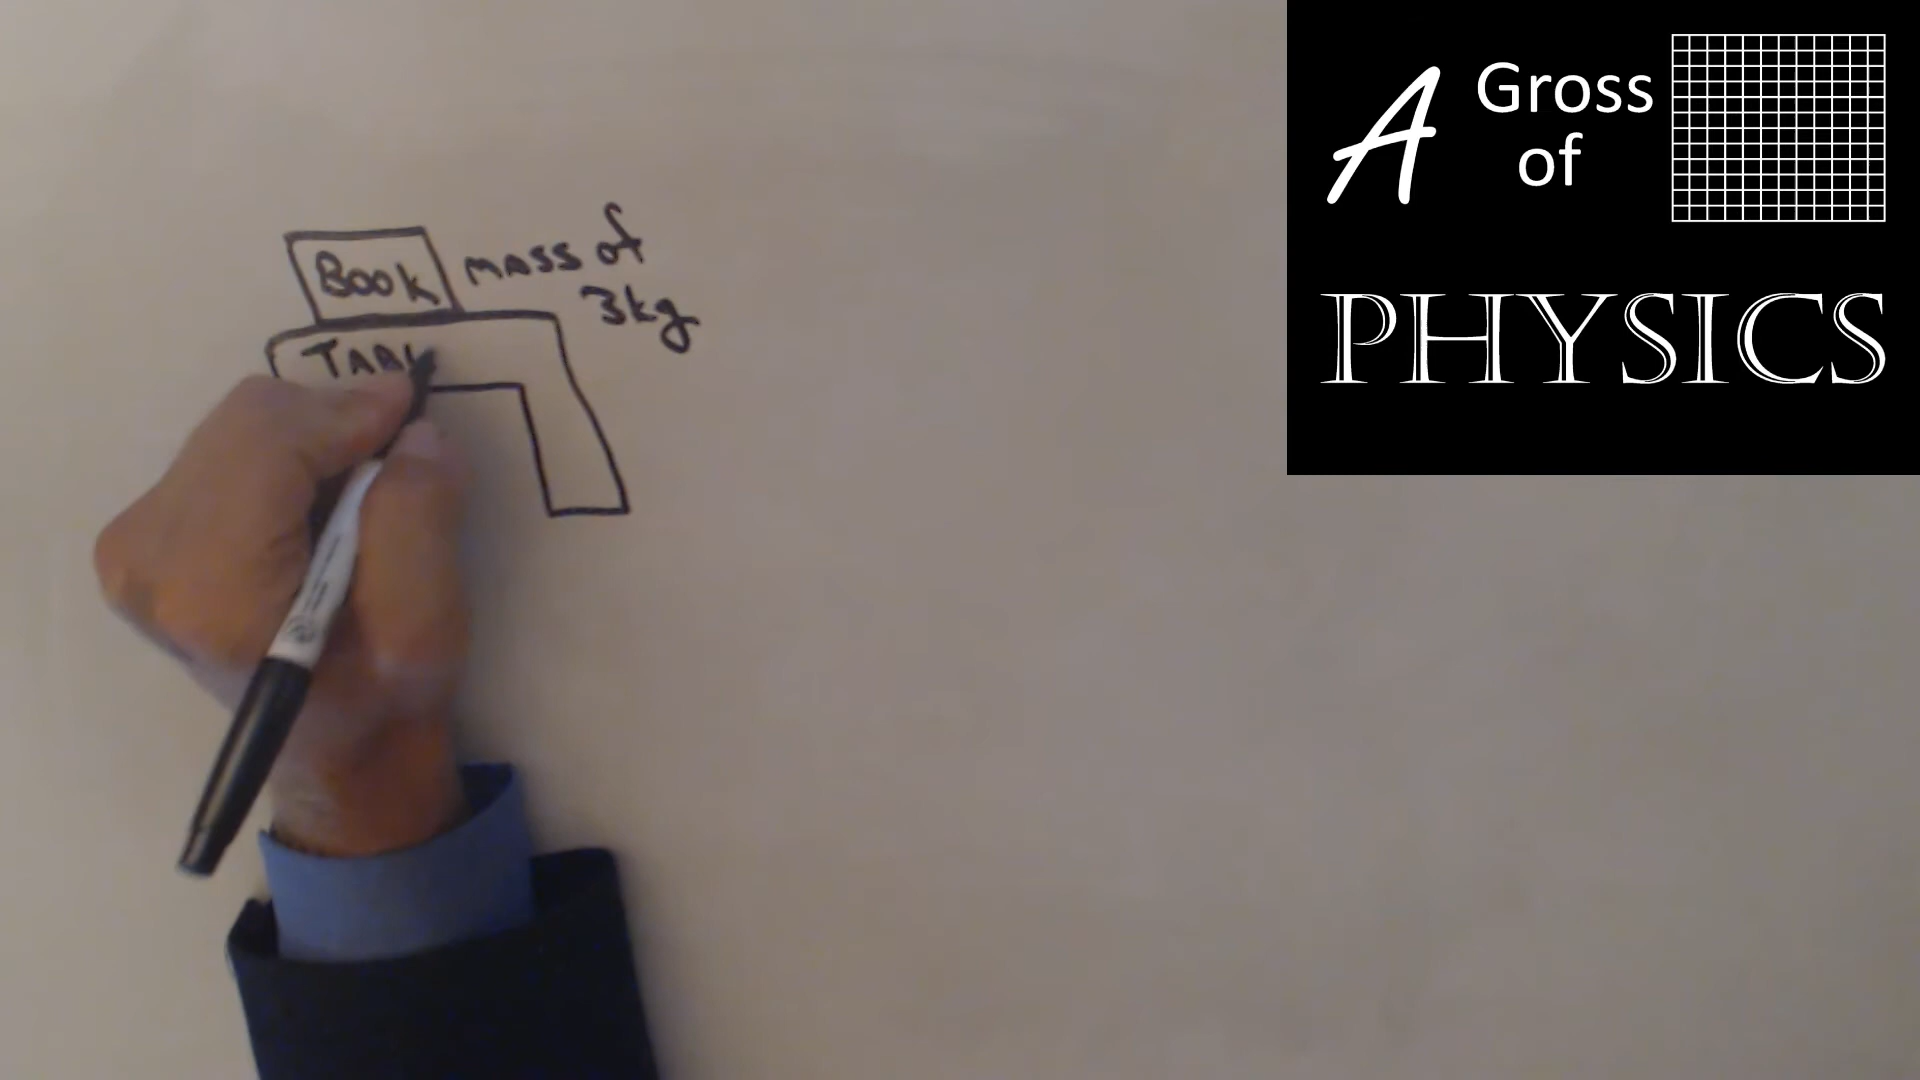 Book
mass of
3kg
A Gross
of
PHYSICS